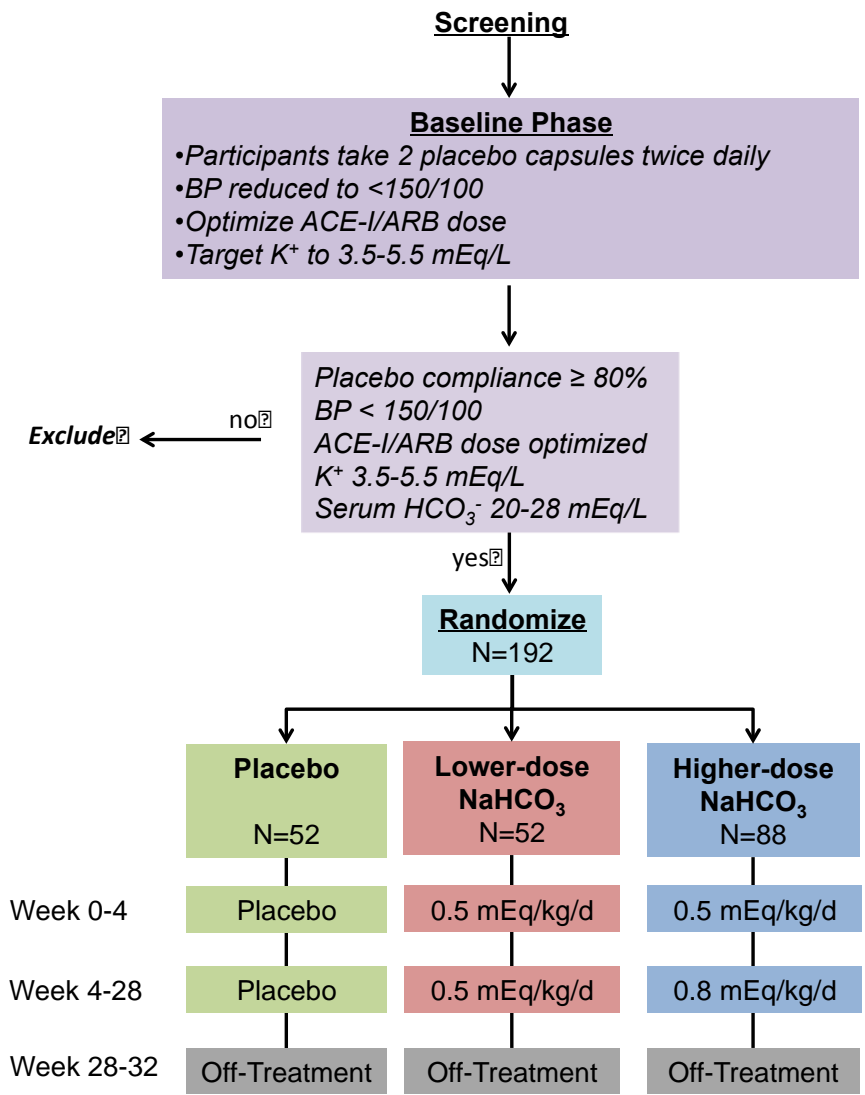 Screening
Baseline Phase
•Participants take 2 placebo capsules twice daily
•BP reduced to <150/100
•Optimize ACE-I/ARB dose
•Target K⁺ to 3.5-5.5 mEq/L
Placebo compliance ≥ 80%
BP < 150/100
ACE-I/ARB dose optimized
K⁺ 3.5-5.5 mEq/L
Serum HCO₃⁻ 20-28 mEq/L
no⍰
Exclude⍰
yes⍰
Randomize
N=192
Placebo
N=52
Lower-dose
NaHCO₃
N=52
Higher-dose
NaHCO₃
N=88
Week 0-4
Placebo
0.5 mEq/kg/d
0.5 mEq/kg/d
Week 4-28
Placebo
0.5 mEq/kg/d
0.8 mEq/kg/d
Week 28-32
Off-Treatment
Off-Treatment
Off-Treatment